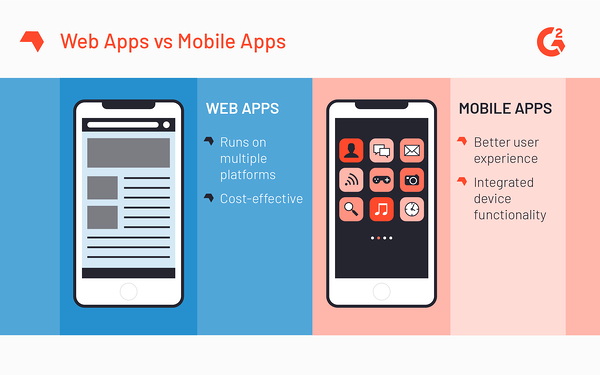 Web Apps vs Mobile Apps
G2
WEB APPS
Runs on
multiple
platforms
Cost-effective
MOBILE APPS
Better user
experience
Integrated
device
functionality